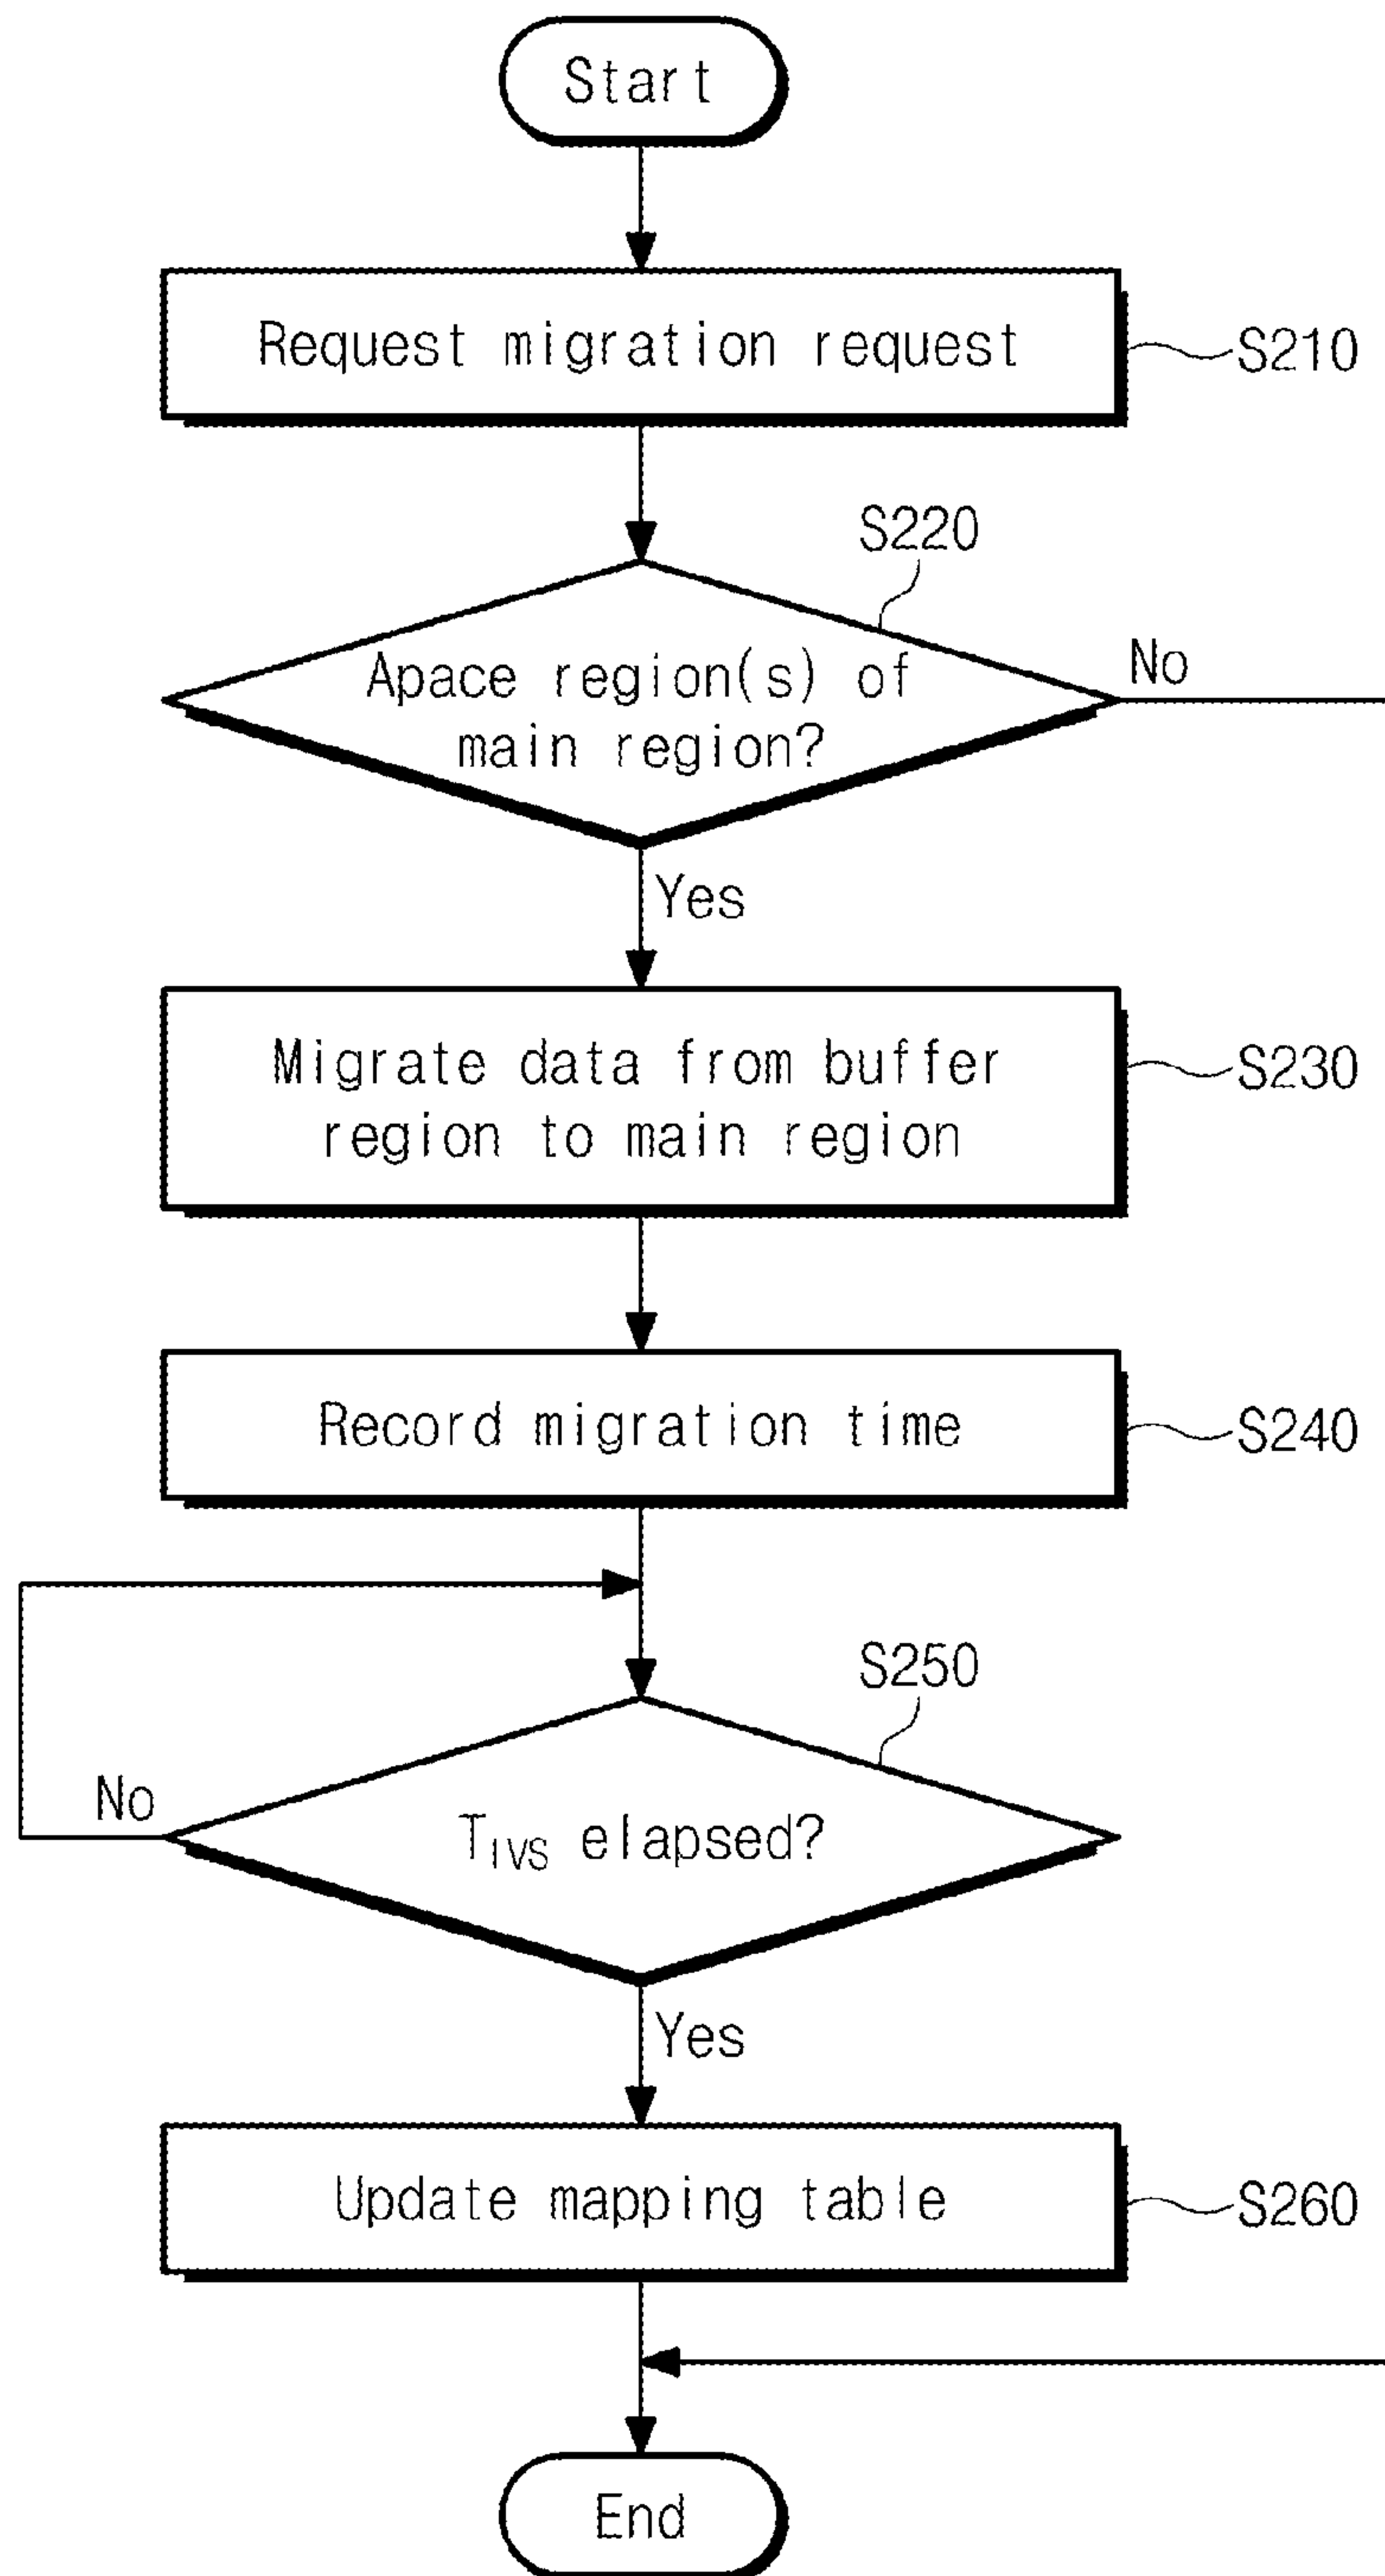 Start
Request migration request
S210
S220
Apace region(s) of
main region?
No
Yes
Migrate data from buffer
region to main region
S230
Record migration time
S240
S250
No
TIVS elapsed?
Yes
Update mapping table
S260
End